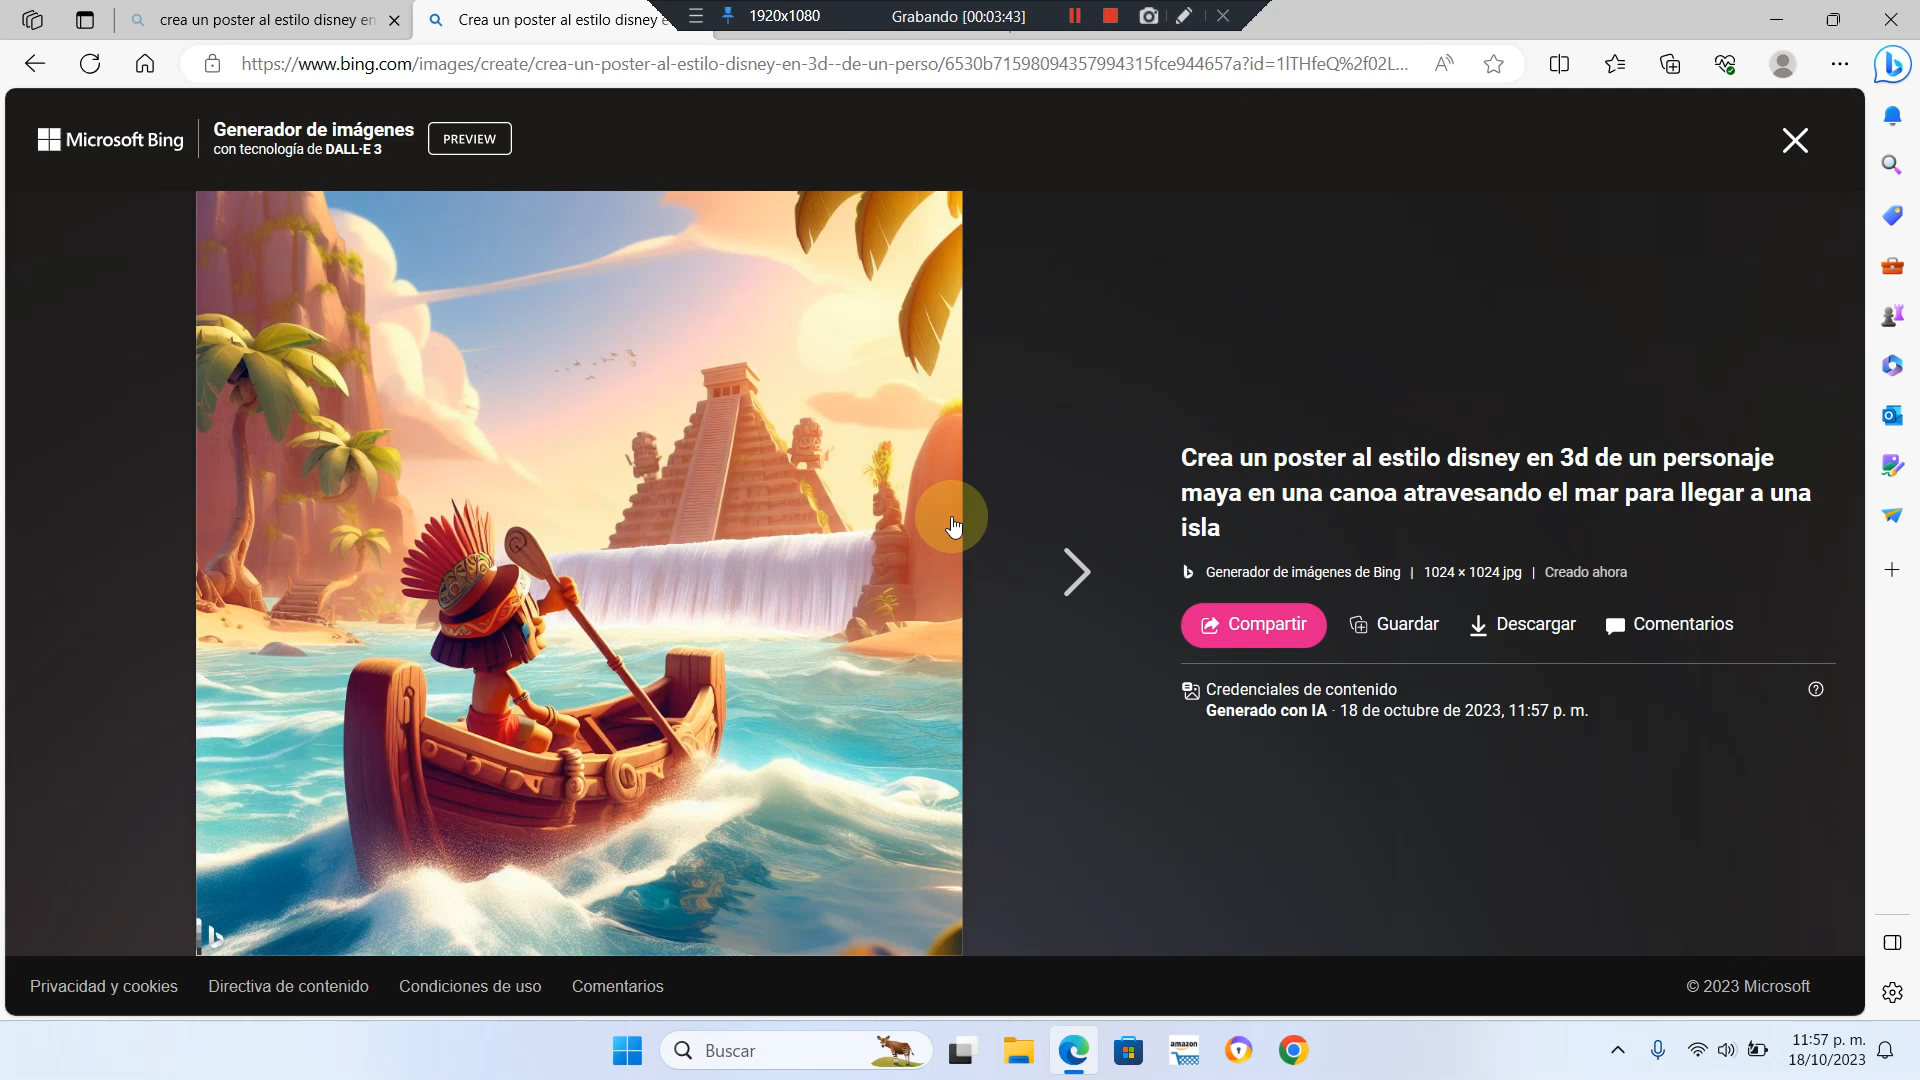 crea un poster al estilo disney en
Crea un poster al estilo disney e
1920x1080
Grabando [00:03:43]
https://www.bing.com/images/create/crea-un-poster-al-estilo-disney-en-3d--de-un-perso/6530b71598094357994315fce944657a?id=1lTHfeQ%2f02L...
Microsoft Bing
Generador de imágenes
con tecnología de DALL·E 3
PREVIEW
Crea un poster al estilo disney en 3d de un personaje
maya en una canoa atravesando el mar para llegar a una
isla
Generador de imágenes de Bing | 1024 × 1024 jpg | Creado ahora
Compartir
Guardar
Descargar
Comentarios
Credenciales de contenido
Generado con IA · 18 de octubre de 2023, 11:57 p. m.
Privacidad y cookies
Directiva de contenido
Condiciones de uso
Comentarios
© 2023 Microsoft
Buscar
amazon
11:57 p. m.
18/10/2023